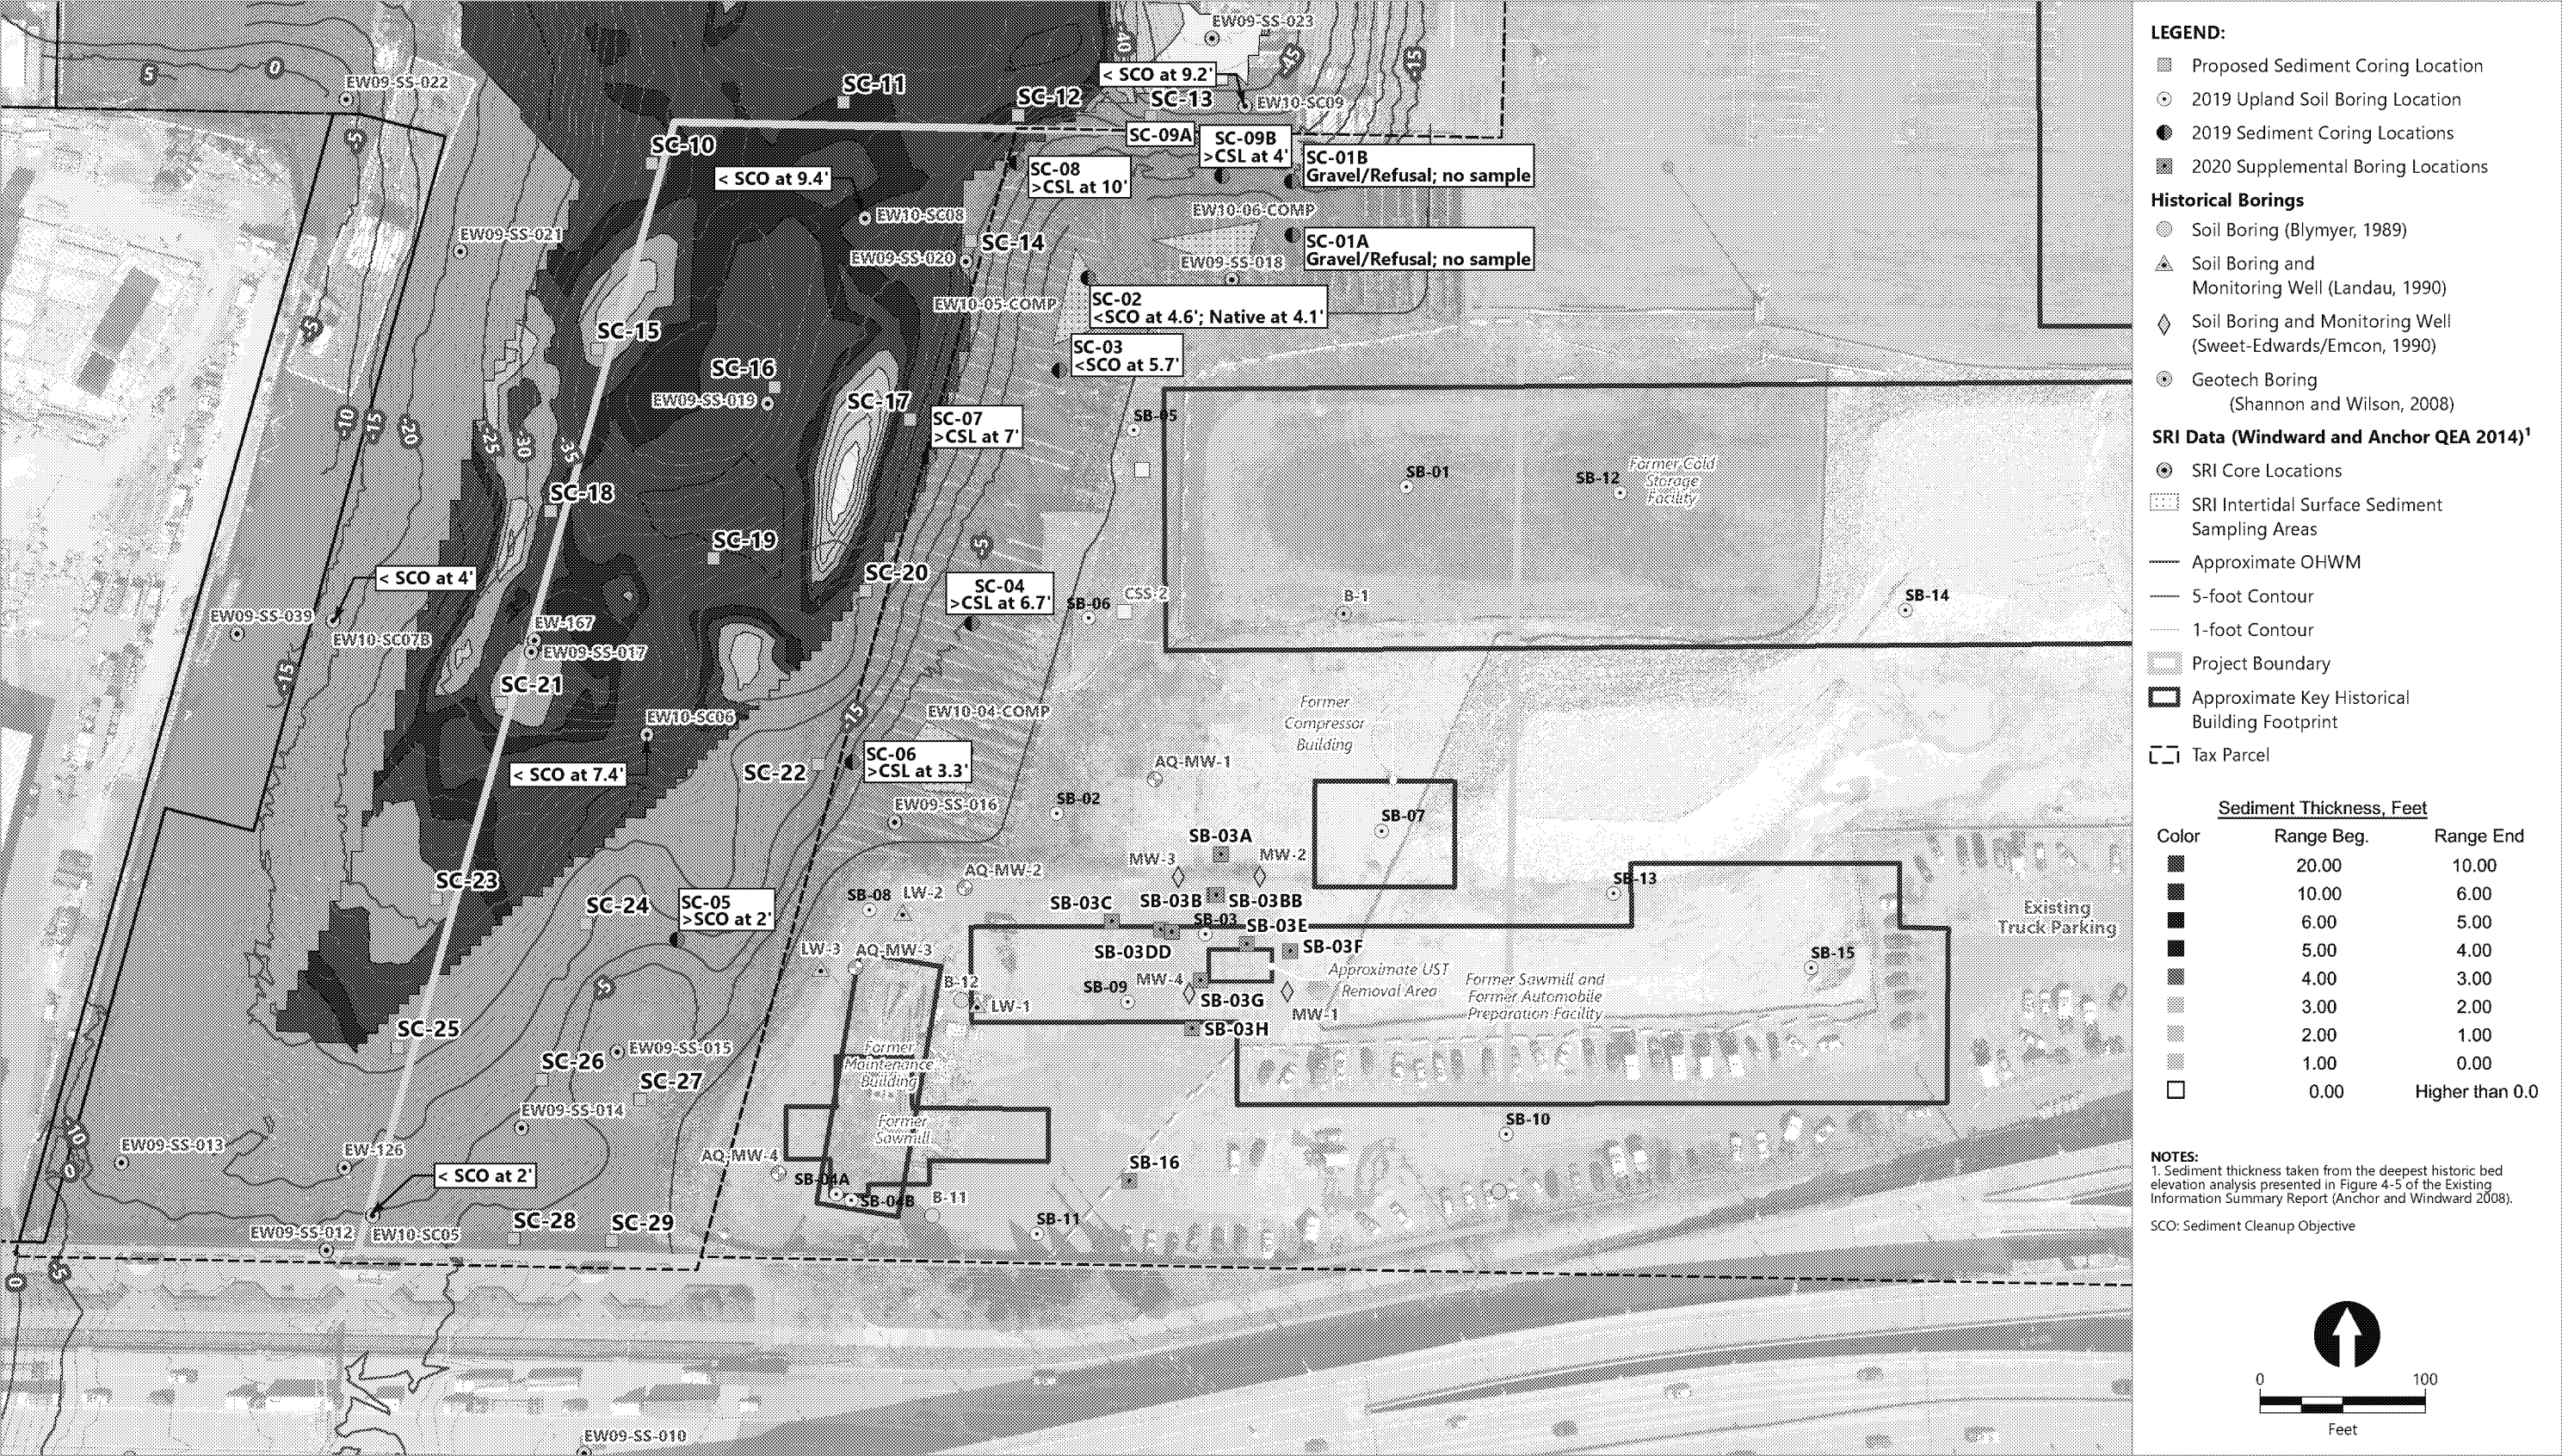 EW09-SS-023
-40
-45
-15
5
0
EW09-SS-022
SC-11
< SCO at 9.2'
SC-12
SC-13
EW10-SC09
-5
SC-10
SC-09A
SC-09B
>CSL at 4'
SC-01B
Gravel/Refusal; no sample
< SCO at 9.4'
SC-08
>CSL at 10'
EW10-SC08
EW10-06-COMP
EW09-SS-021
SC-14
SC-01A
Gravel/Refusal; no sample
EW09-SS-020
EW09-SS-018
EW10-05-COMP
SC-02
<SCO at 4.6'; Native at 4.1'
-5
SC-15
SC-03
<SCO at 5.7'
SC-16
EW09-SS-019
SC-17
SC-07
>CSL at 7'
SB-05
-10
-15
-20
-25
-30
-35
SB-01
SB-12
Former Cold
Storage
Facility
SC-18
SC-19
-5
< SCO at 4'
SC-20
SC-04
>CSL at 6.7'
SB-06
CSS-2
B-1
SB-14
EW09-SS-039
EW10-SC07B
EW-167
EW09-SS-017
-15
SC-21
EW10-SC06
-15
EW10-04-COMP
Former
Compressor
Building
< SCO at 7.4'
SC-22
SC-06
>CSL at 3.3'
AQ-MW-1
EW09-SS-016
SB-02
SB-07
SB-03A
MW-3
MW-2
SC-23
AQ-MW-2
SB-13
SC-24
SC-05
>SCO at 2'
SB-08
LW-2
SB-03C
SB-03B
SB-03BB
SB-03
SB-03E
Existing
Truck Parking
LW-3
AQ-MW-3
SB-03DD
SB-03F
SB-15
-5
B-12
LW-1
SB-09
MW-4
SB-03G
Approximate UST
Removal Area
Former Sawmill and
Former Automobile
Preparation Facility
MW-1
SC-25
SB-03H
SC-26
EW09-SS-015
Former
Maintenance
Building
SC-27
EW09-SS-014
Former
Sawmill
SB-10
-10
0
EW09-SS-013
EW-126
< SCO at 2'
AQ-MW-4
SB-04A
SB-04B
B-11
SB-16
EW09-SS-012
EW10-SC05
SC-28
SC-29
SB-11
0
-5
EW09-SS-010
LEGEND:
Proposed Sediment Coring Location
2019 Upland Soil Boring Location
2019 Sediment Coring Locations
2020 Supplemental Boring Locations
Historical Borings
Soil Boring (Blymyer, 1989)
Soil Boring and
Monitoring Well (Landau, 1990)
Soil Boring and Monitoring Well
(Sweet-Edwards/Emcon, 1990)
Geotech Boring
(Shannon and Wilson, 2008)
SRI Data (Windward and Anchor QEA 2014)¹
SRI Core Locations
SRI Intertidal Surface Sediment
Sampling Areas
Approximate OHWM
5-foot Contour
1-foot Contour
Project Boundary
Approximate Key Historical
Building Footprint
Tax Parcel
Sediment Thickness, Feet
Color Range Beg. Range End
20.00 10.00
10.00 6.00
6.00 5.00
5.00 4.00
4.00 3.00
3.00 2.00
2.00 1.00
1.00 0.00
0.00 Higher than 0.0
NOTES:
1. Sediment thickness taken from the deepest historic bed
elevation analysis presented in Figure 4-5 of the Existing
Information Summary Report (Anchor and Windward 2008).
SCO: Sediment Cleanup Objective
0 100
Feet